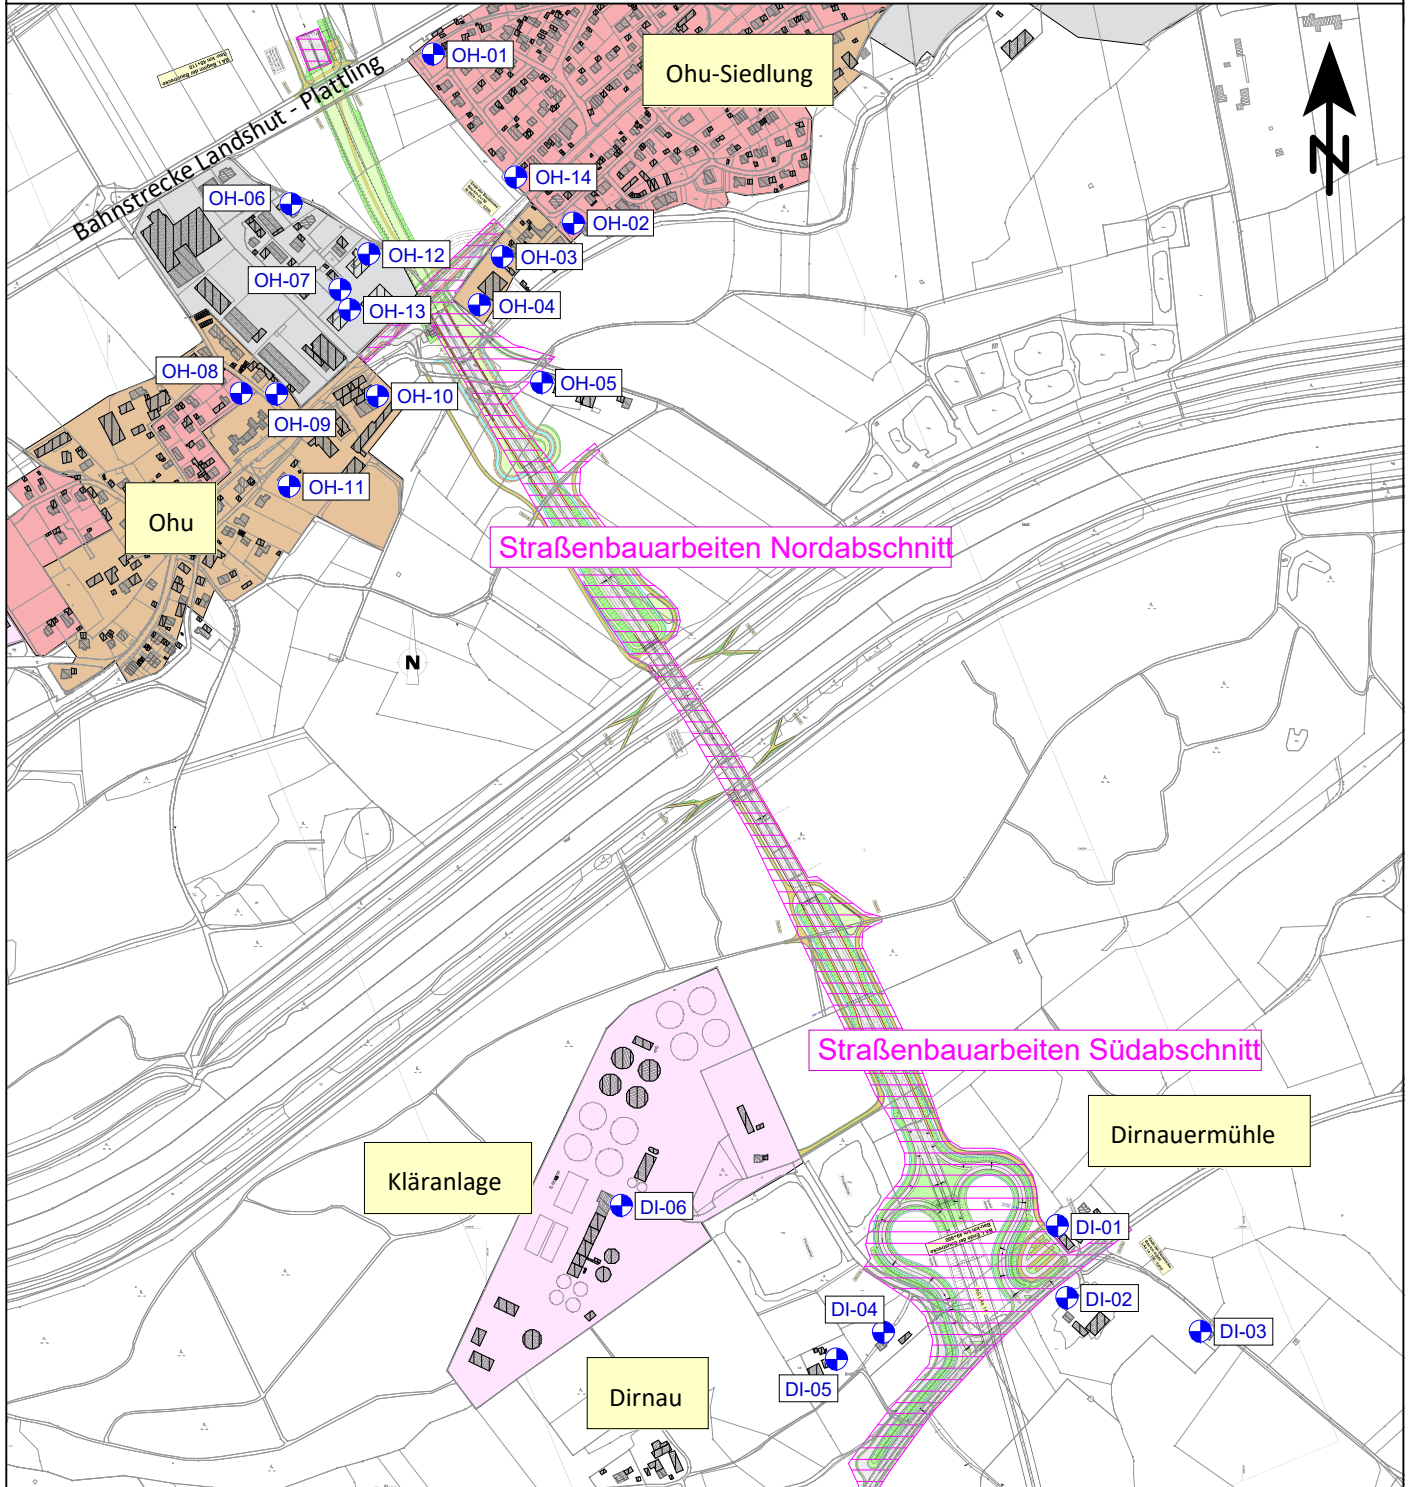 OH-01
Ohu-Siedlung
Bahnstrecke Landshut - Plattling
N
OH-14
OH-06
OH-02
OH-12
OH-03
OH-07
OH-04
OH-13
OH-08
OH-05
OH-10
OH-09
OH-11
Ohu
Straßenbauarbeiten Nordabschnitt
N
Straßenbauarbeiten Südabschnitt
Dirnauermühle
Kläranlage
DI-06
DI-01
DI-02
DI-04
DI-03
DI-05
Dirnau